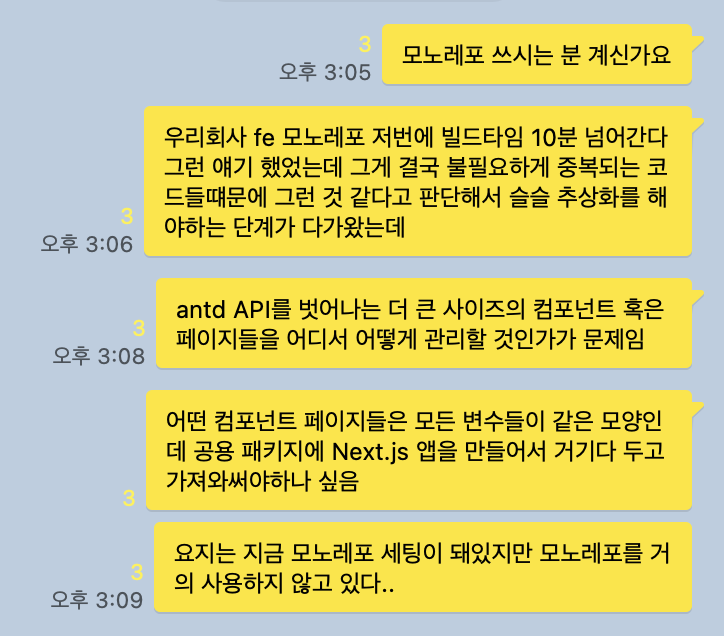 모노레포 쓰시는 분 계신가요
3
오후 3:05
우리회사 fe 모노레포 저번에 빌드타임 10분 넘어간다
그런 얘기 했었는데 그게 결국 불필요하게 중복되는 코
드들떄문에 그런 것 같다고 판단해서 슬슬 추상화를 해
야하는 단계가 다가왔는데
3
오후 3:06
antd API를 벗어나는 더 큰 사이즈의 컴포넌트 혹은
페이지들을 어디서 어떻게 관리할 것인가가 문제임
3
오후 3:08
어떤 컴포넌트 페이지들은 모든 변수들이 같은 모양인
데 공용 패키지에 Next.js 앱을 만들어서 거기다 두고
가져와써야하나 싶음
3
요지는 지금 모노레포 세팅이 돼있지만 모노레포를 거
의 사용하지 않고 있다..
3
오후 3:09